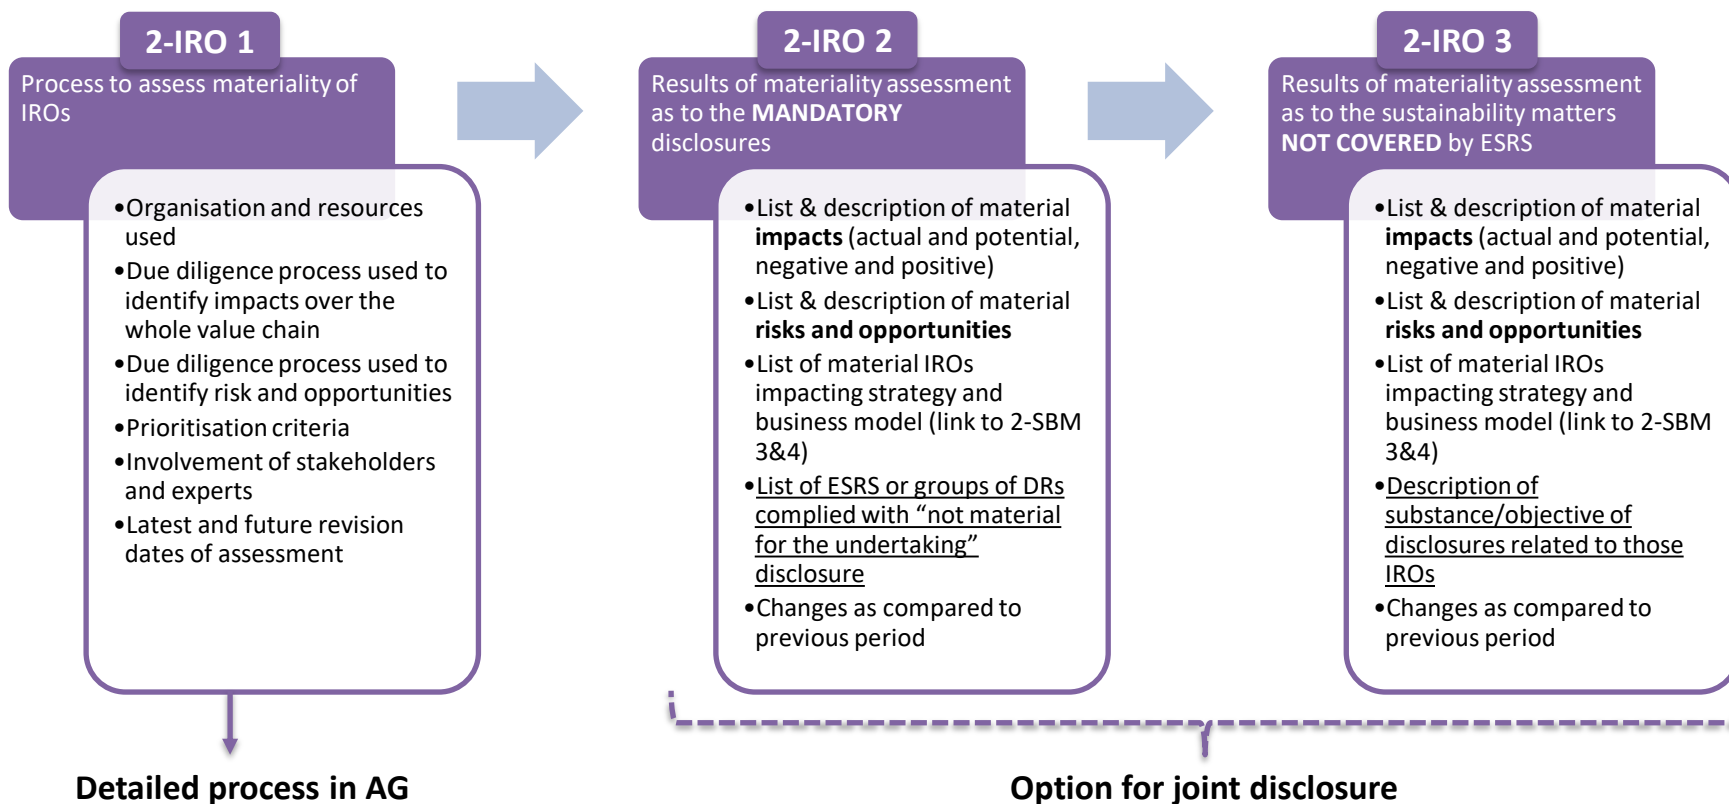 2-IRO 1
Process to assess materiality of
IROs
•Organisation and resources
used
•Due diligence process used to
identify impacts over the
whole value chain
•Due diligence process used to
identify risk and opportunities
•Prioritisation criteria
•Involvement of stakeholders
and experts
•Latest and future revision
dates of assessment
Detailed process in AG
2-IRO 2
Results of materiality assessment
as to the MANDATORY
disclosures
•List & description of material
impacts (actual and potential,
negative and positive)
•List & description of material
risks and opportunities
•List of material IROs
impacting strategy and
business model (link to 2-SBM
3&4)
•List of ESRS or groups of DRs
complied with “not material
for the undertaking”
disclosure
•Changes as compared to
previous period
2-IRO 3
Results of materiality assessment
as to the sustainability matters
NOT COVERED by ESRS
•List & description of material
impacts (actual and potential,
negative and positive)
•List & description of material
risks and opportunities
•List of material IROs
impacting strategy and
business model (link to 2-SBM
3&4)
•Description of
substance/objective of
disclosures related to those
IROs
•Changes as compared to
previous period
Option for joint disclosure